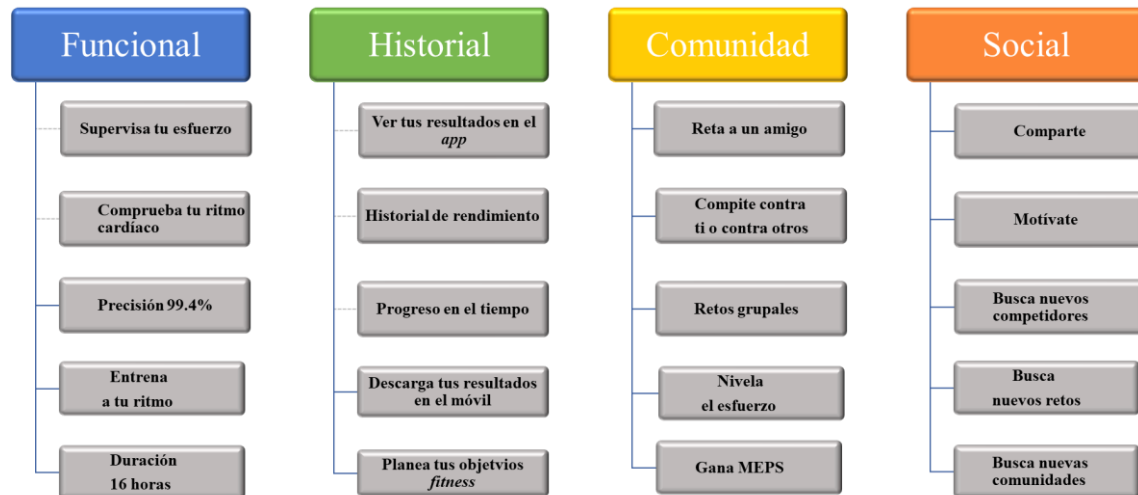 Funcional
Supervisa tu esfuerzo
Comprueba tu ritmo
cardíaco
Precisión 99.4%
Entrena
a tu ritmo
Duración
16 horas
Historial
Ver tus resultados en el
app
Historial de rendimiento
Progreso en el tiempo
Descarga tus resultados
en el móvil
Planea tus objetvios
fitness
Comunidad
Reta a un amigo
Compite contra
ti o contra otros
Retos grupales
Nivela
el esfuerzo
Gana MEPS
Social
Comparte
Motívate
Busca nuevos
competidores
Busca
nuevos retos
Busca nuevas
comunidades